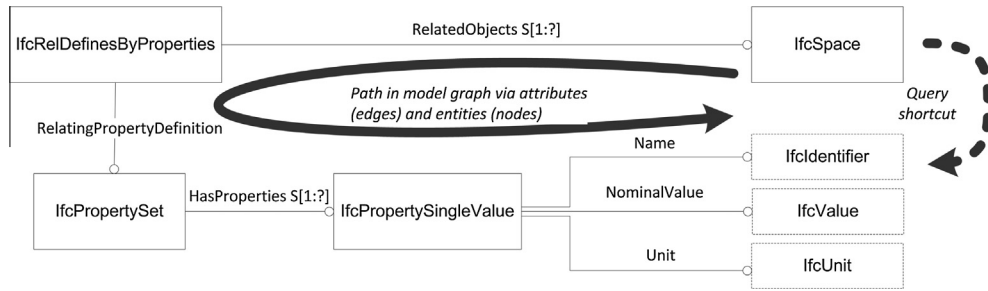 RelatedObjects S[1:?]
IfcRelDefinesByProperties
IfcSpace
Path in model graph via attributes
(edges) and entities (nodes)
Query
shortcut
RelatingPropertyDefinition
Name
IfcIdentifier
HasProperties S[1:?]
NominalValue
IfcPropertySet
IfcPropertySingleValue
IfcValue
Unit
IfcUnit